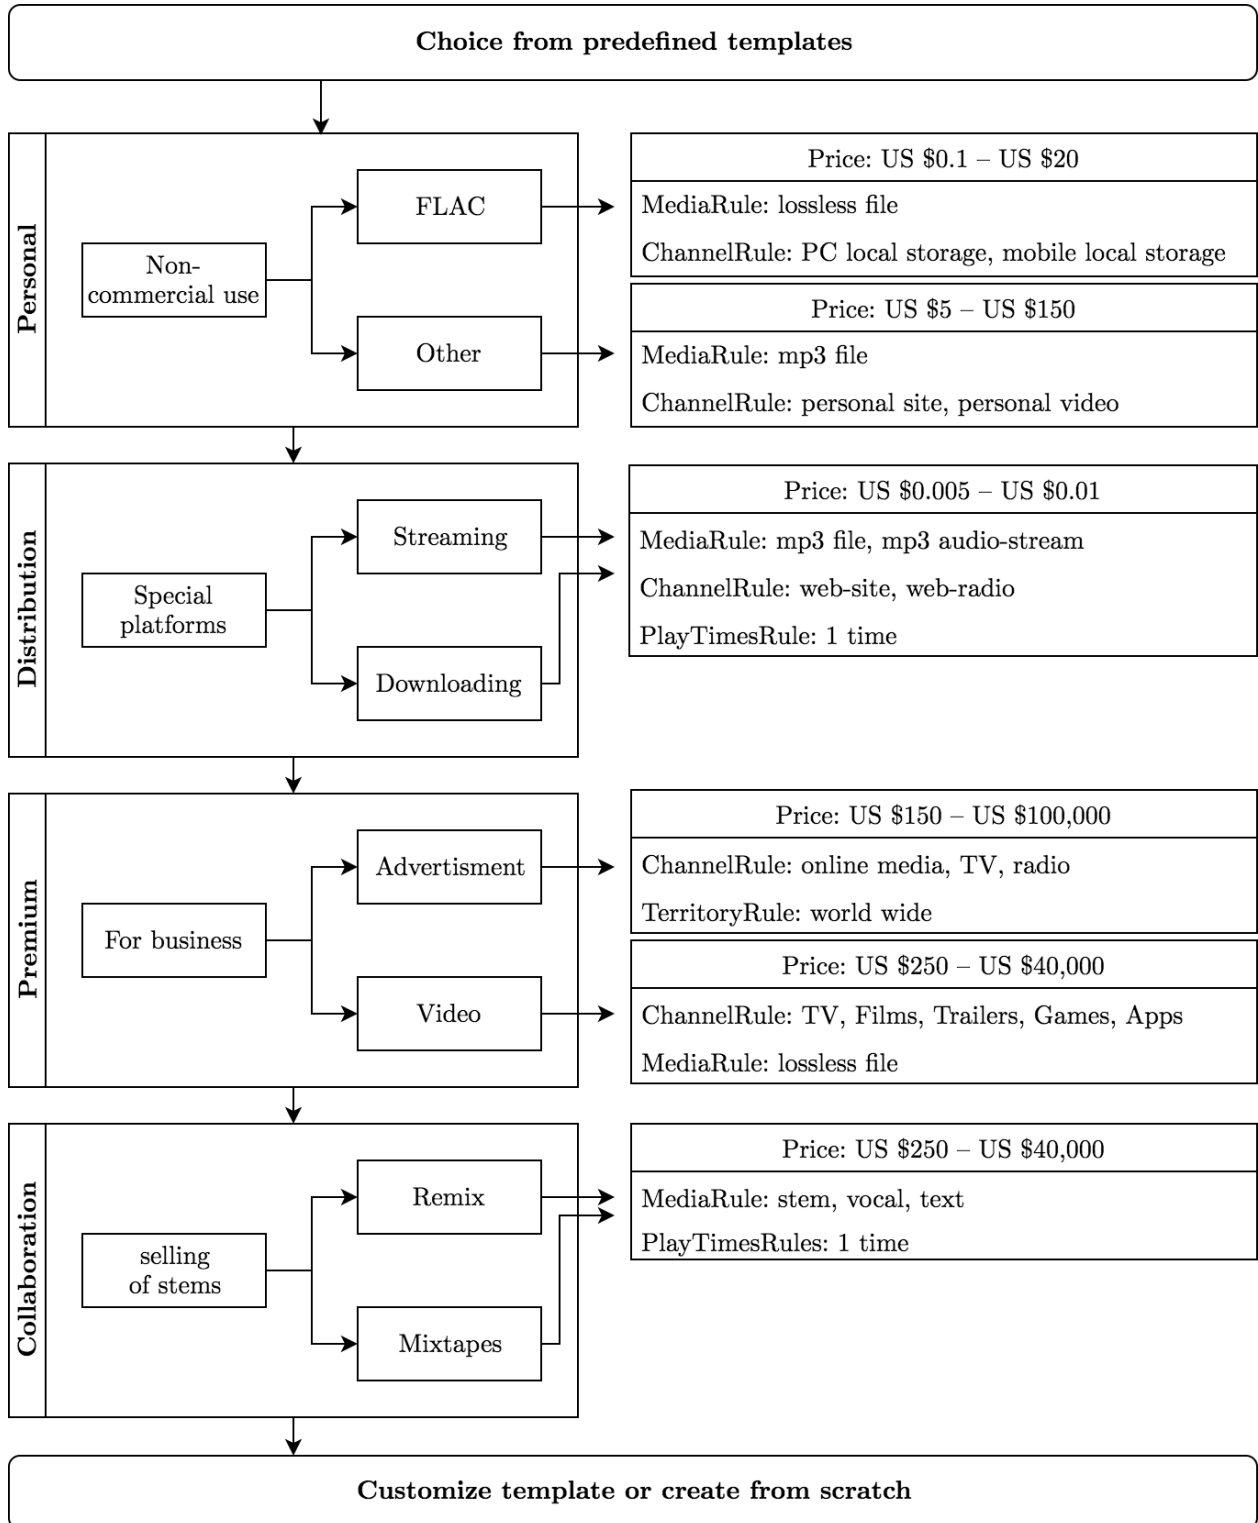 Choice from predefined templates
Personal
Non-
commercial use
FLAC
Other
Price: US $0.1 – US $20
MediaRule: lossless file
ChannelRule: PC local storage, mobile local storage
Price: US $5 – US $150
MediaRule: mp3 file
ChannelRule: personal site, personal video
Distribution
Special
platforms
Streaming
Downloading
Price: US $0.005 – US $0.01
MediaRule: mp3 file, mp3 audio-stream
ChannelRule: web-site, web-radio
PlayTimesRule: 1 time
Premium
For business
Advertisment
Video
Price: US $150 – US $100,000
ChannelRule: online media, TV, radio
TerritoryRule: world wide
Price: US $250 – US $40,000
ChannelRule: TV, Films, Trailers, Games, Apps
MediaRule: lossless file
Collaboration
selling
of stems
Remix
Mixtapes
Price: US $250 – US $40,000
MediaRule: stem, vocal, text
PlayTimesRules: 1 time
Customize template or create from scratch